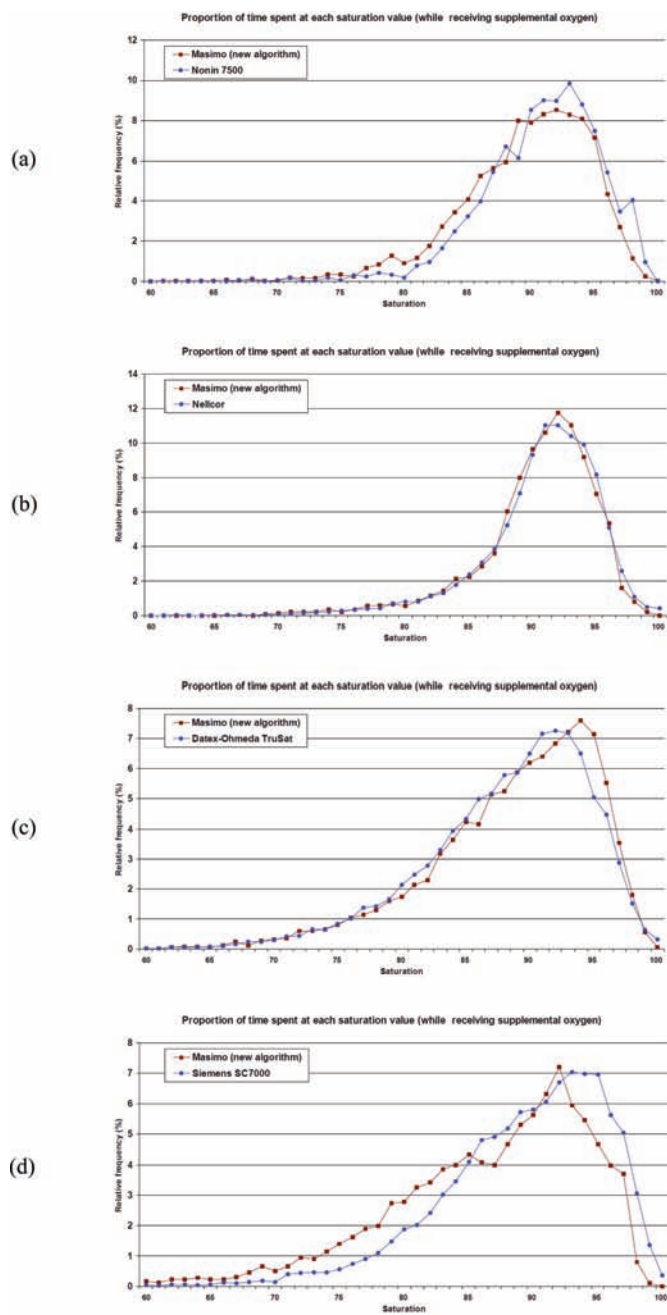 Proportion of time spent at each saturation value (while receiving supplemental oxygen)
12
10
8
6
4
2
0
Relative frequency (%)
Masimo (new algorithm)
Nonin 7500
(a)
60 65 70 75 80 85 90 95 100
Saturation
Proportion of time spent at each saturation value (while receiving supplemental oxygen)
14
12
10
8
6
4
2
0
Relative frequency (%)
Masimo (new algorithm)
Nellcor
(b)
60 65 70 75 80 85 90 95 100
Saturation
Proportion of time spent at each saturation value (while receiving supplemental oxygen)
8
7
6
5
4
3
2
1
0
Relative frequency (%)
Masimo (new algorithm)
Datex-Ohmeda TruSat
(c)
60 65 70 75 80 85 90 95 100
Saturation
Proportion of time spent at each saturation value (while receiving supplemental oxygen)
8
7
6
5
4
3
2
1
0
Relative frequency (%)
Masimo (new algorithm)
Siemens SC7000
(d)
60 65 70 75 80 85 90 95 100
Saturation